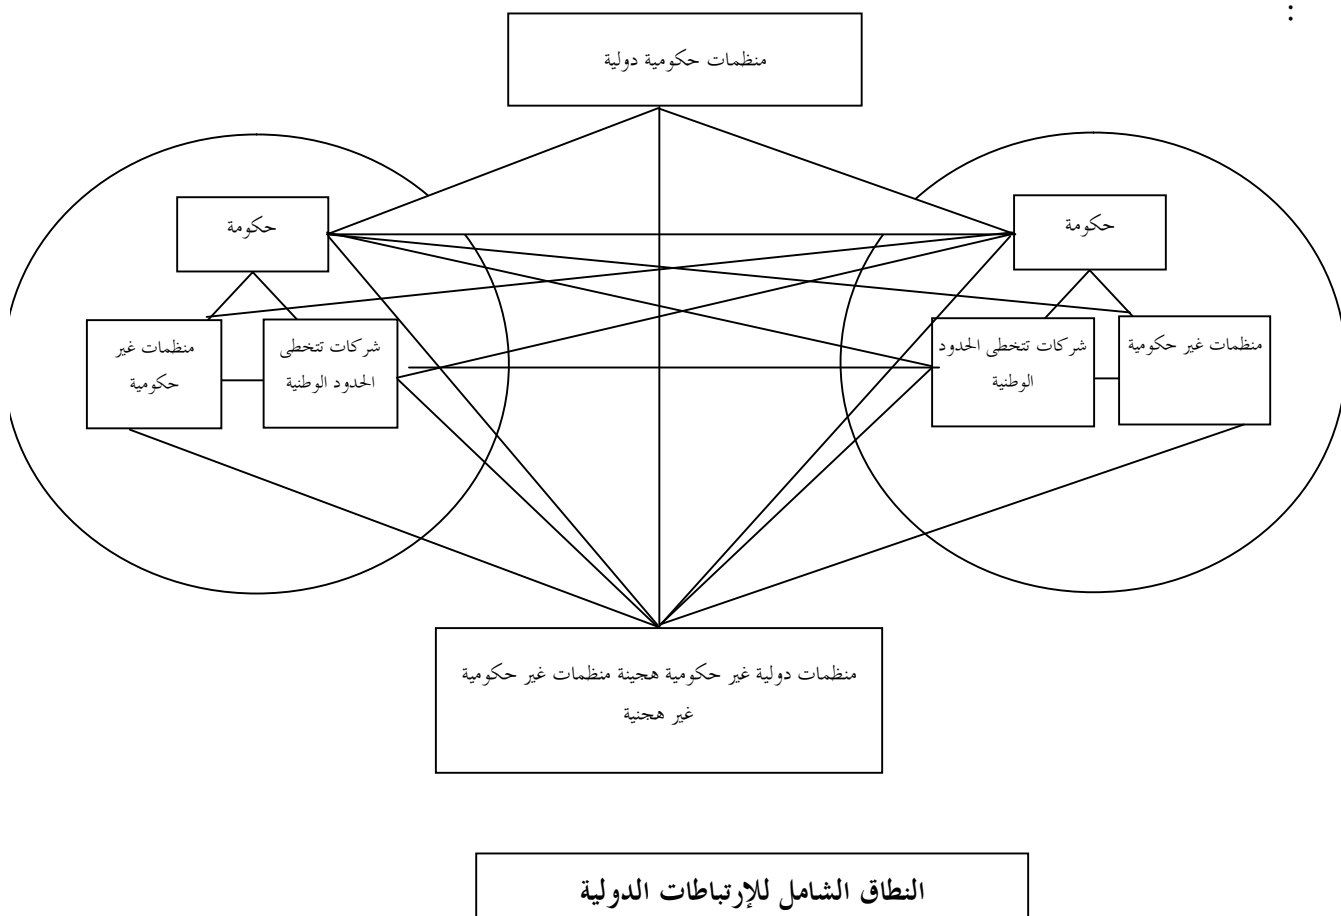 :
منظمات حكومية دولية
حكومة
حكومة
منظمات غير حكومية
شركات تتخطى الحدود
الوطنية
شركات تتخطى
الحدود الوطنية
منظمات غير
حكومية
منظمات دولية غير حكومية هجينة منظمات غير حكومية
غير هجنية
النطاق الشامل للإرتباطات الدولية